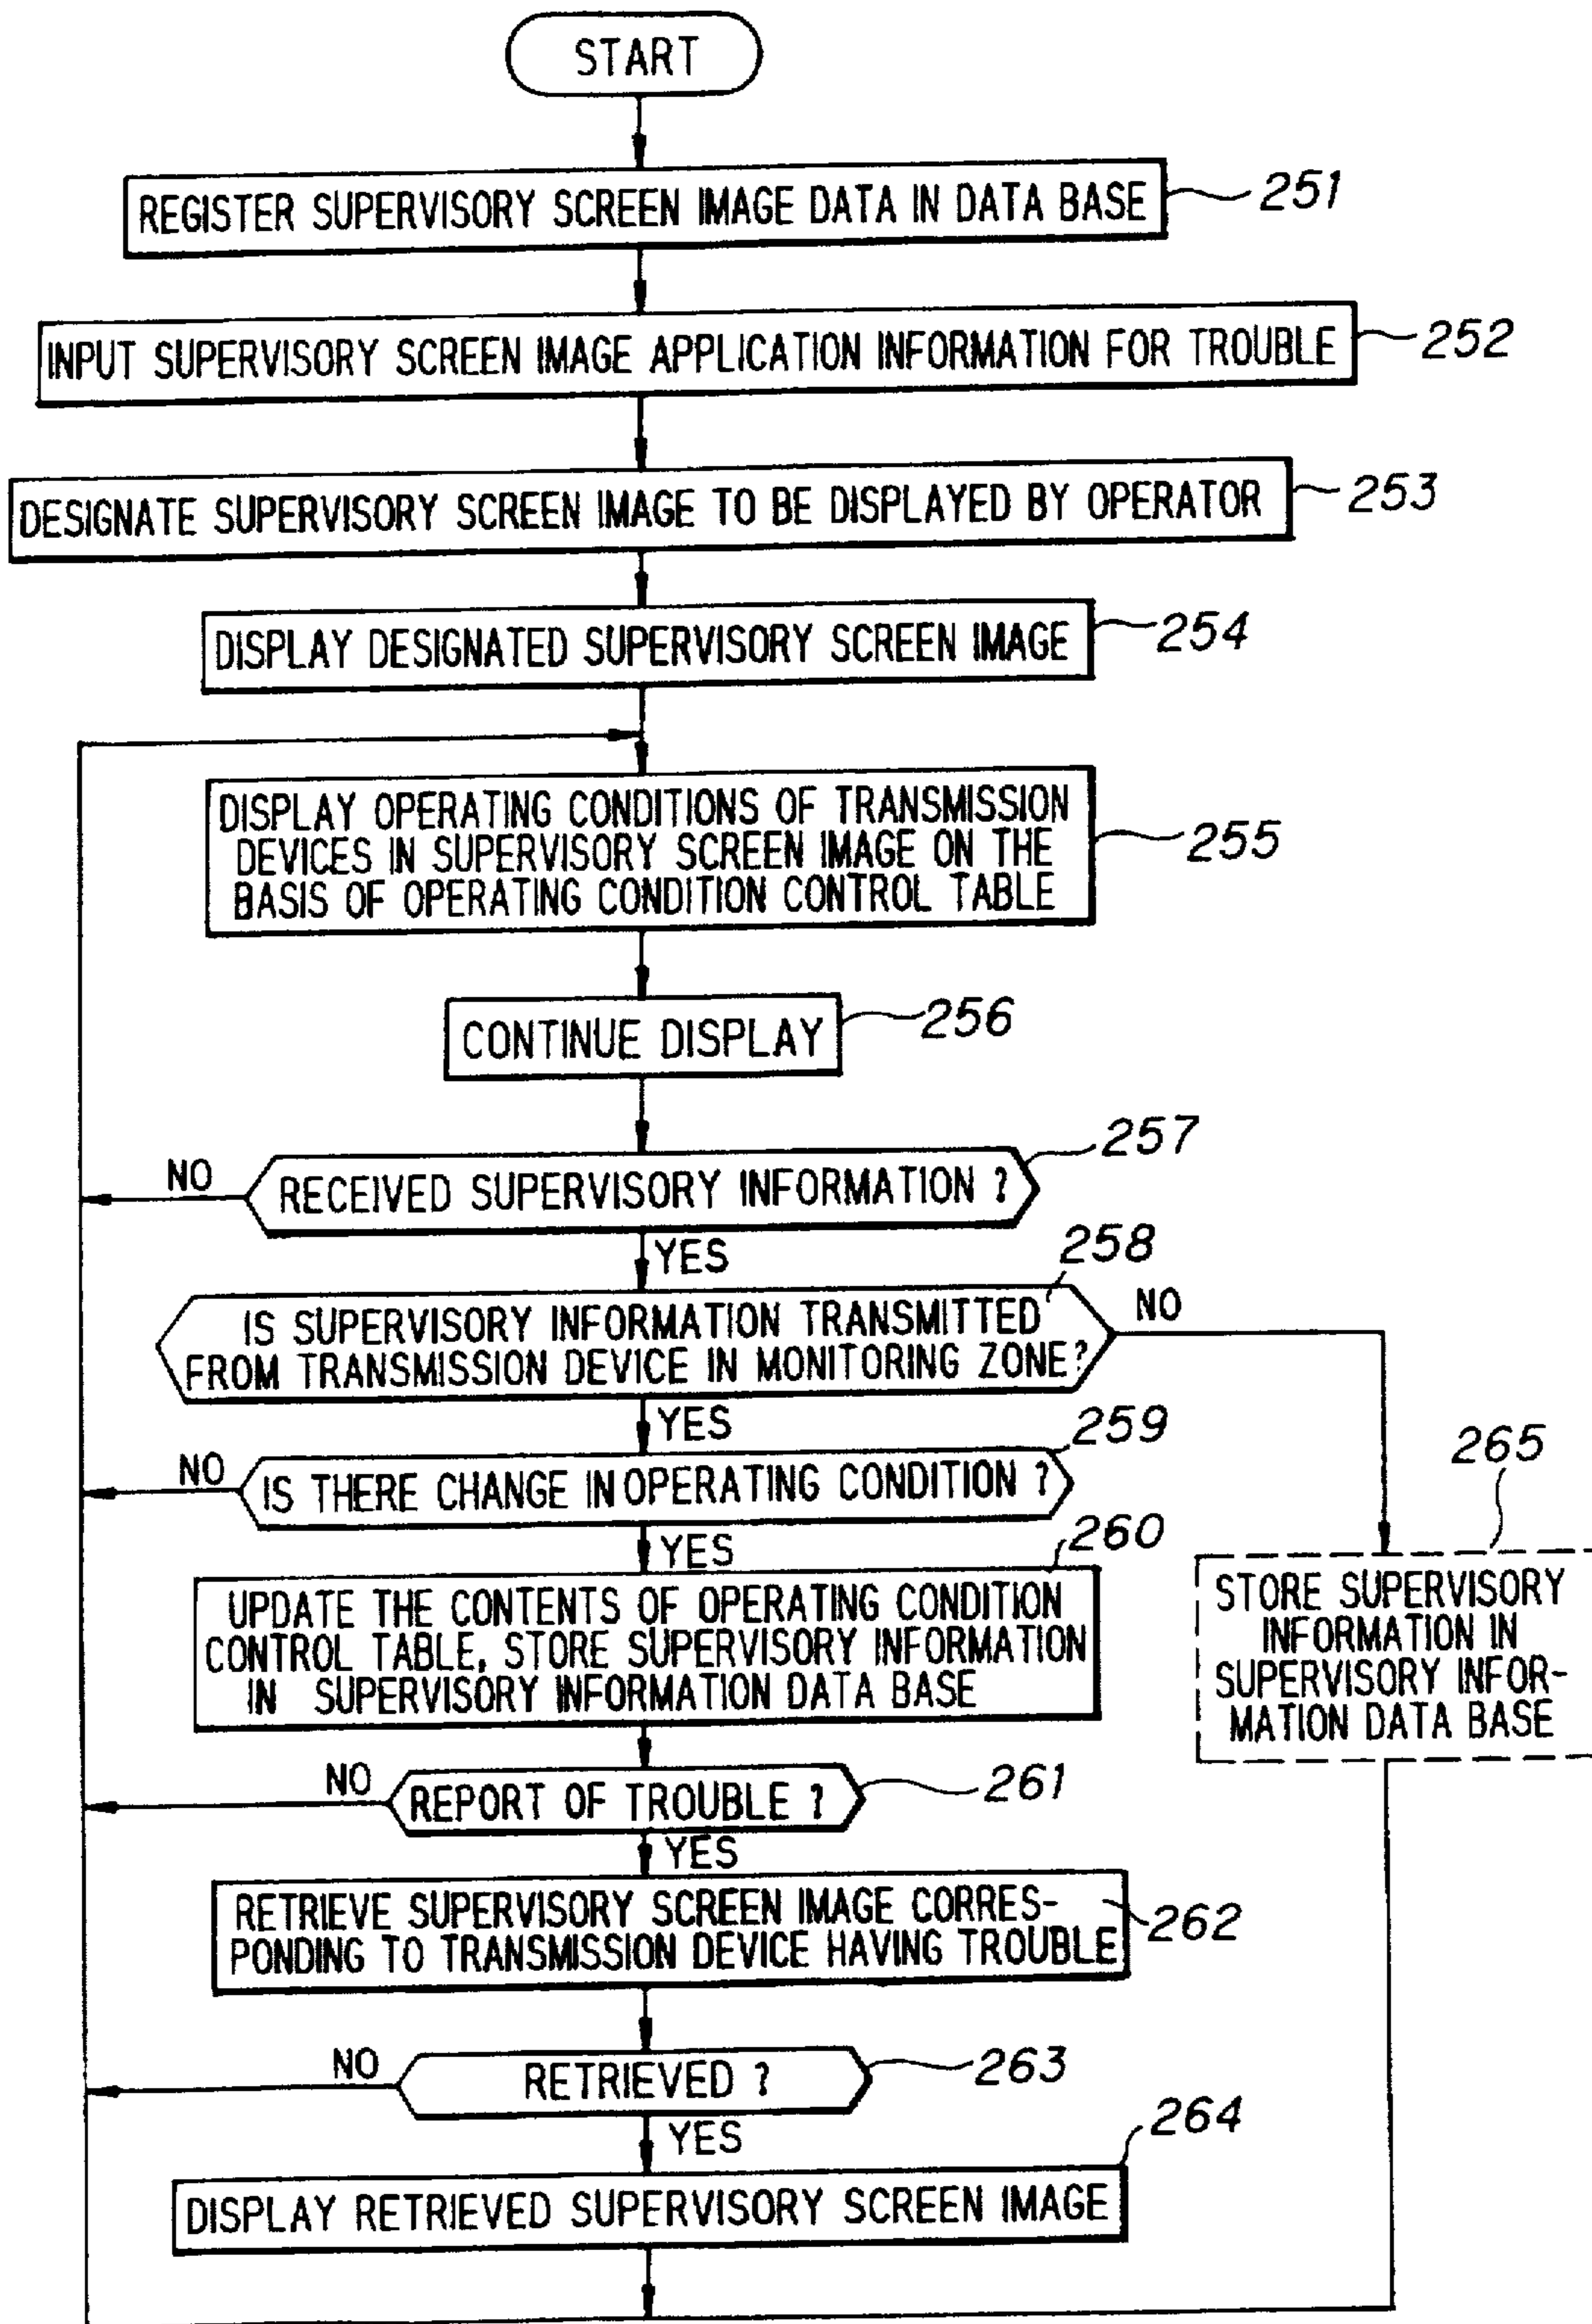 START
REGISTER SUPERVISORY SCREEN IMAGE DATA IN DATA BASE
251
INPUT SUPERVISORY SCREEN IMAGE APPLICATION INFORMATION FOR TROUBLE
252
DESIGNATE SUPERVISORY SCREEN IMAGE TO BE DISPLAYED BY OPERATOR
253
DISPLAY DESIGNATED SUPERVISORY SCREEN IMAGE
254
DISPLAY OPERATING CONDITIONS OF TRANSMISSION
DEVICES IN SUPERVISORY SCREEN IMAGE ON THE
BASIS OF OPERATING CONDITION CONTROL TABLE
255
CONTINUE DISPLAY
256
257
NO
RECEIVED SUPERVISORY INFORMATION ?
YES
258
IS SUPERVISORY INFORMATION TRANSMITTED
FROM TRANSMISSION DEVICE IN MONITORING ZONE?
NO
YES
259
NO
IS THERE CHANGE IN OPERATING CONDITION ?
265
YES
260
UPDATE THE CONTENTS OF OPERATING CONDITION
CONTROL TABLE, STORE SUPERVISORY INFORMATION
IN SUPERVISORY INFORMATION DATA BASE
STORE SUPERVISORY
INFORMATION IN
SUPERVISORY INFOR-
MATION DATA BASE
NO
REPORT OF TROUBLE ?
261
YES
RETRIEVE SUPERVISORY SCREEN IMAGE CORRES-
PONDING TO TRANSMISSION DEVICE HAVING TROUBLE
262
NO
RETRIEVED ?
263
YES
264
DISPLAY RETRIEVED SUPERVISORY SCREEN IMAGE